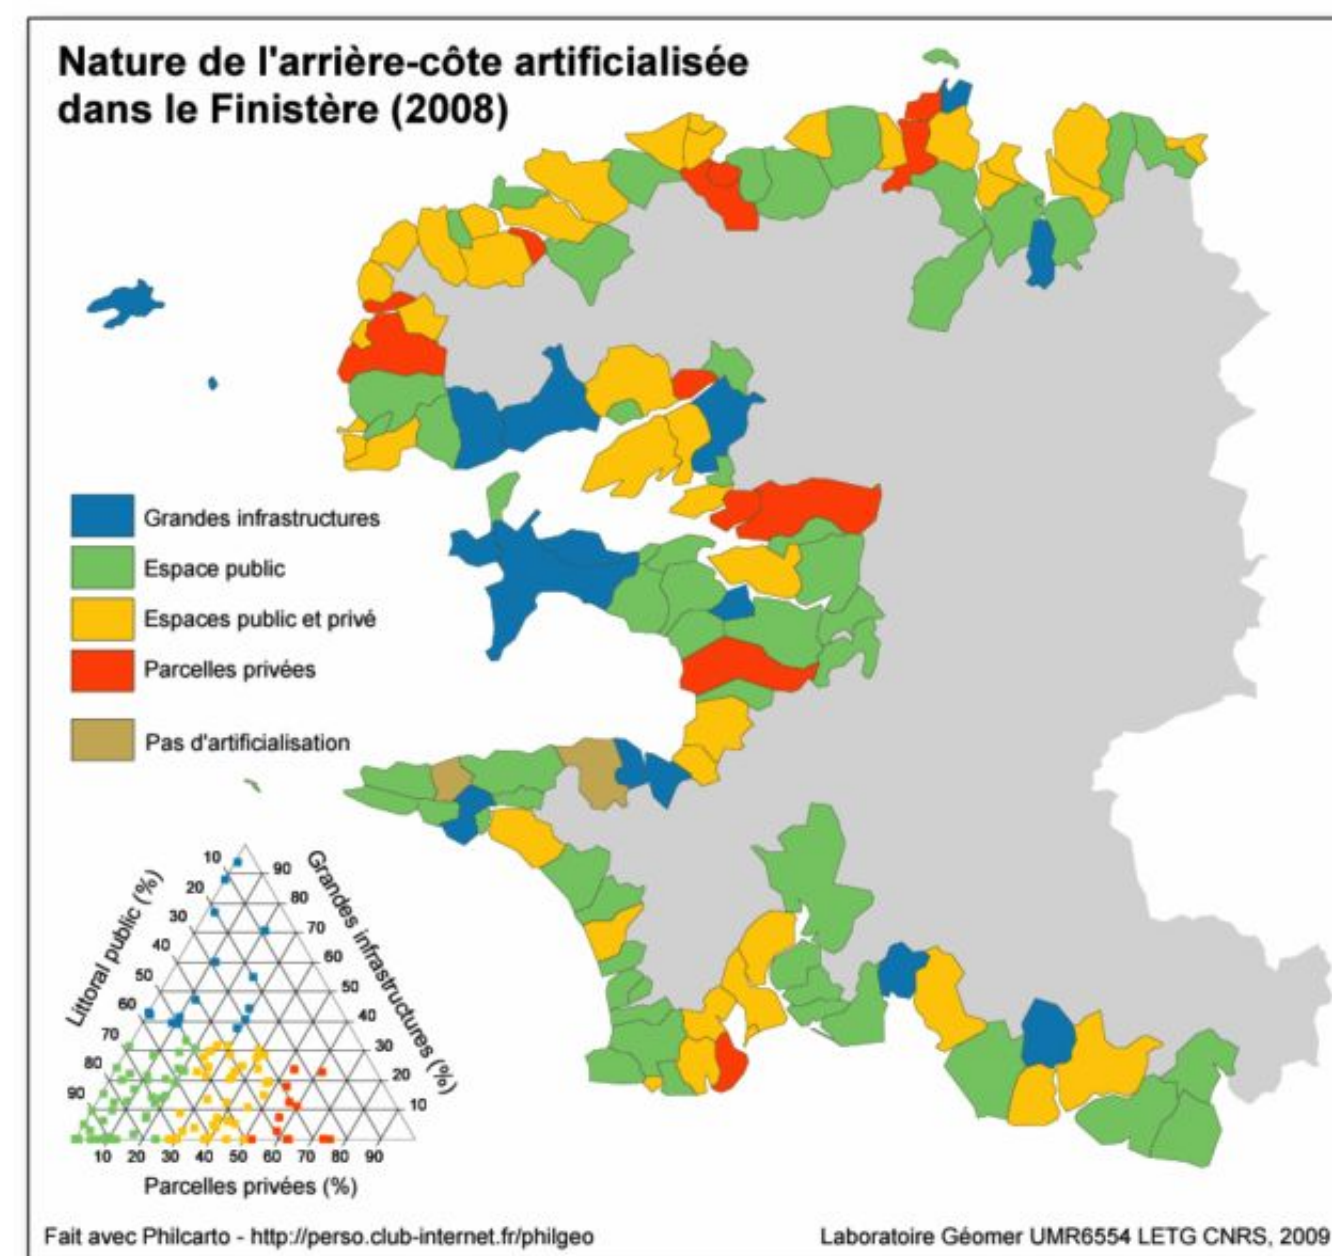 Nature de l'arrière-côte artificialisée
dans le Finistère (2008)
Grandes infrastructures
Espace public
Espaces public et privé
Parcelles privées
Pas d'artificialisation
Littoral public (%)
10
20
30
40
50
60
70
80
90
Grandes infrastructures (%)
90
80
70
60
50
40
30
20
10
10 20 30 40 50 60 70 80 90
Parcelles privées (%)
Fait avec Philcarto - http://perso.club-internet.fr/philgeo
Laboratoire Géomer UMR6554 LETG CNRS, 2009